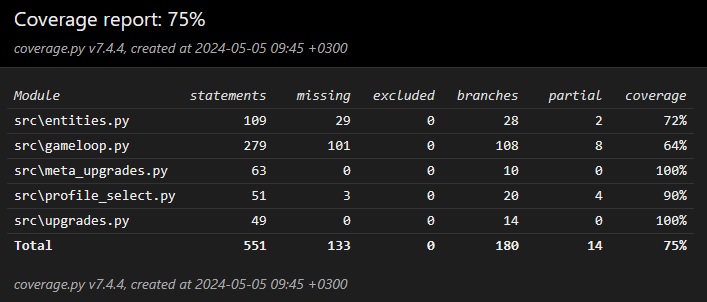 Coverage report: 75%
coverage.py v7.4.4, created at 2024-05-05 09:45 +0300
Module statements missing excluded branches partial coverage
src\entities.py 109 29 0 28 2 72%
src\gameloop.py 279 101 0 108 8 64%
src\meta_upgrades.py 63 0 0 10 0 100%
src\profile_select.py 51 3 0 20 4 90%
src\upgrades.py 49 0 0 14 0 100%
Total 551 133 0 180 14 75%
coverage.py v7.4.4, created at 2024-05-05 09:45 +0300